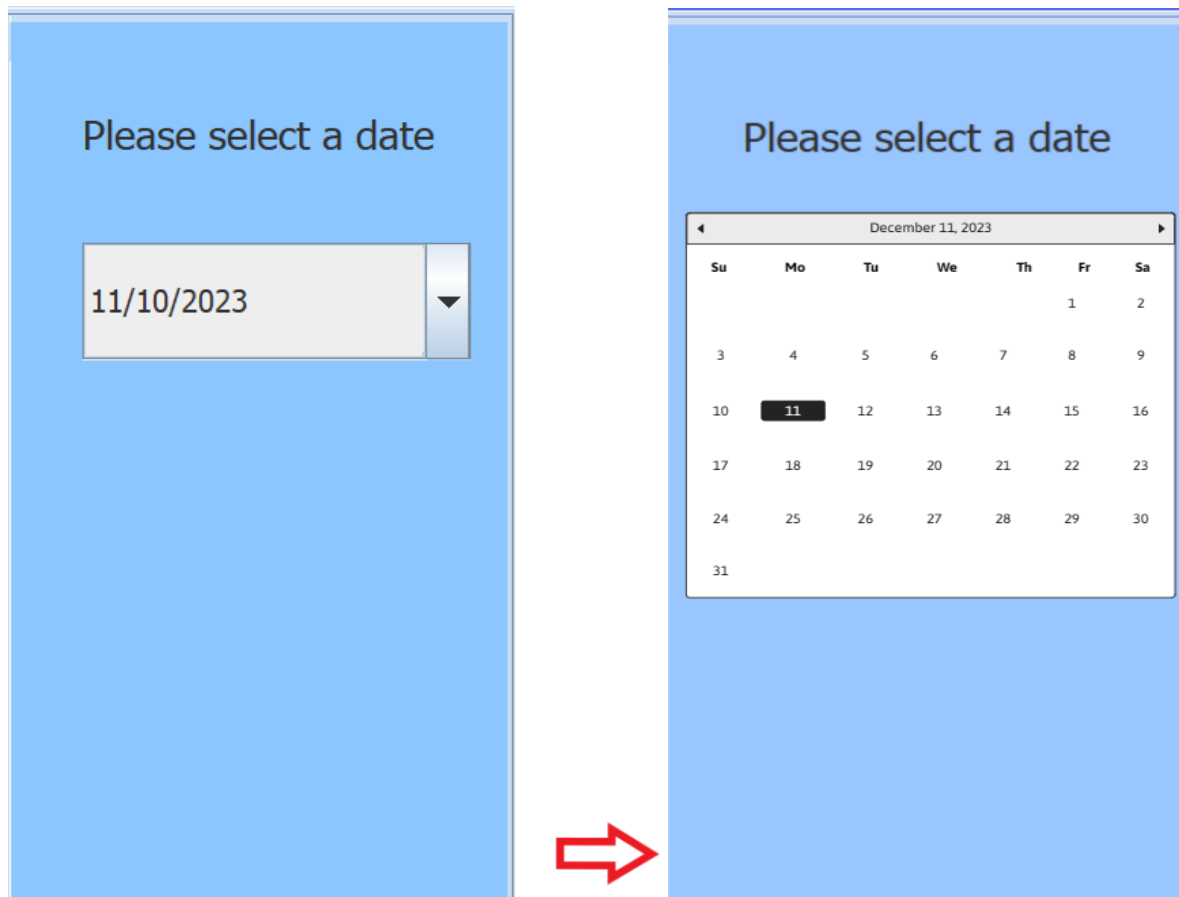 Please select a date
11/10/2023
Please select a date
December 11, 2023
Su Mo Tu We Th Fr Sa
1 2
3 4 5 6 7 8 9
10 11 12 13 14 15 16
17 18 19 20 21 22 23
24 25 26 27 28 29 30
31